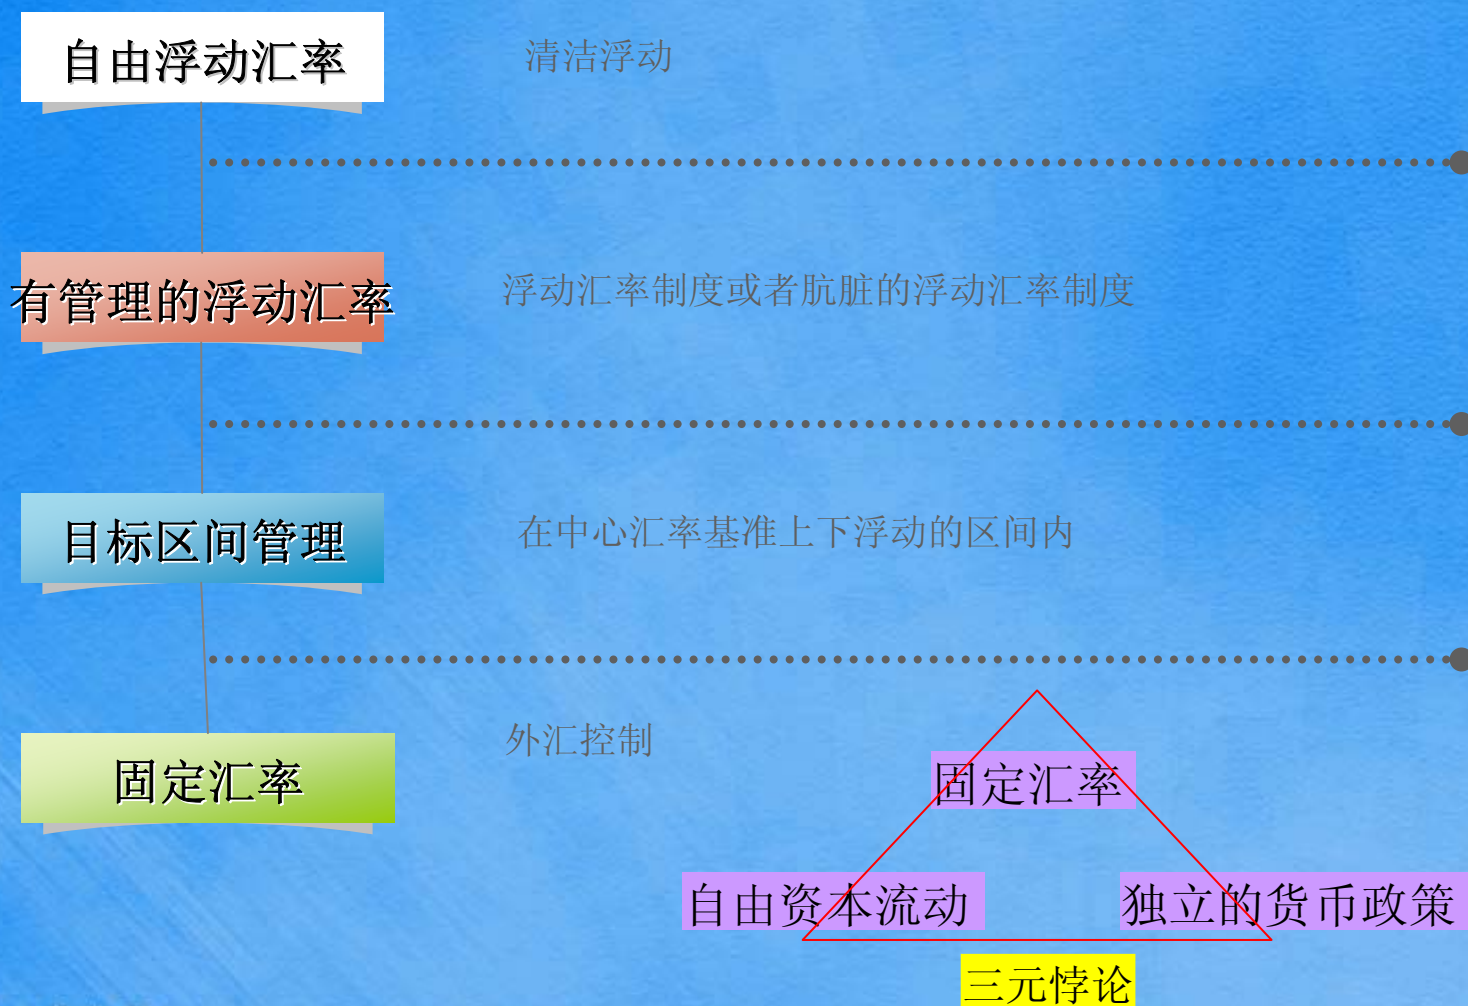 自由浮动汇率
清洁浮动
有管理的浮动汇率
浮动汇率制度或者肮脏的浮动汇率制度
目标区间管理
在中心汇率基准上下浮动的区间内
固定汇率
外汇控制
固定汇率
自由资本流动
独立的货币政策
三元悖论